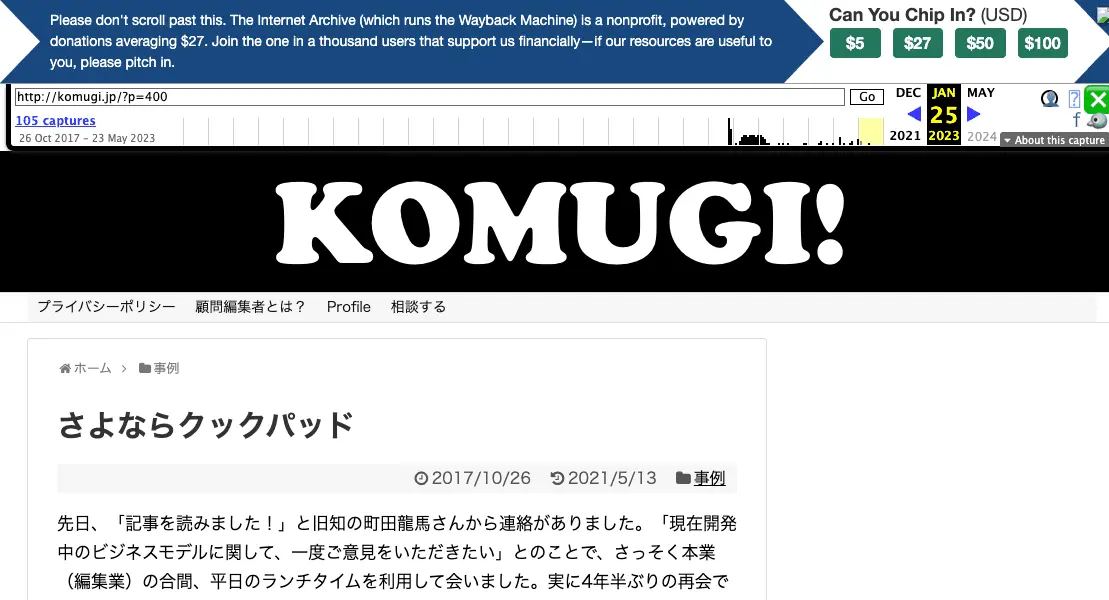 Please don't scroll past this. The Internet Archive (which runs the Wayback Machine) is a nonprofit, powered by
donations averaging $27. Join the one in a thousand users that support us financially—if our resources are useful to
you, please pitch in.
Can You Chip In? (USD)
$5 $27 $50 $100
http://komugi.jp/?p=400 Go
105 captures
26 Oct 2017 – 23 May 2023
DEC JAN MAY
25
2021 2023 2024
About this capture
KOMUGI!
プライバシーポリシー 顧問編集者とは？ Profile 相談する
ホーム > 事例
さよならクックパッド
2017/10/26 2021/5/13 事例
先日、「記事を読みました！」と旧知の町田龍馬さんから連絡がありました。「現在開発
中のビジネスモデルに関して、一度ご意見をいただきたい」とのことで、さっそく本業
（編集業）の合間、平日のランチタイムを利用して会いました。実に4年半ぶりの再会で